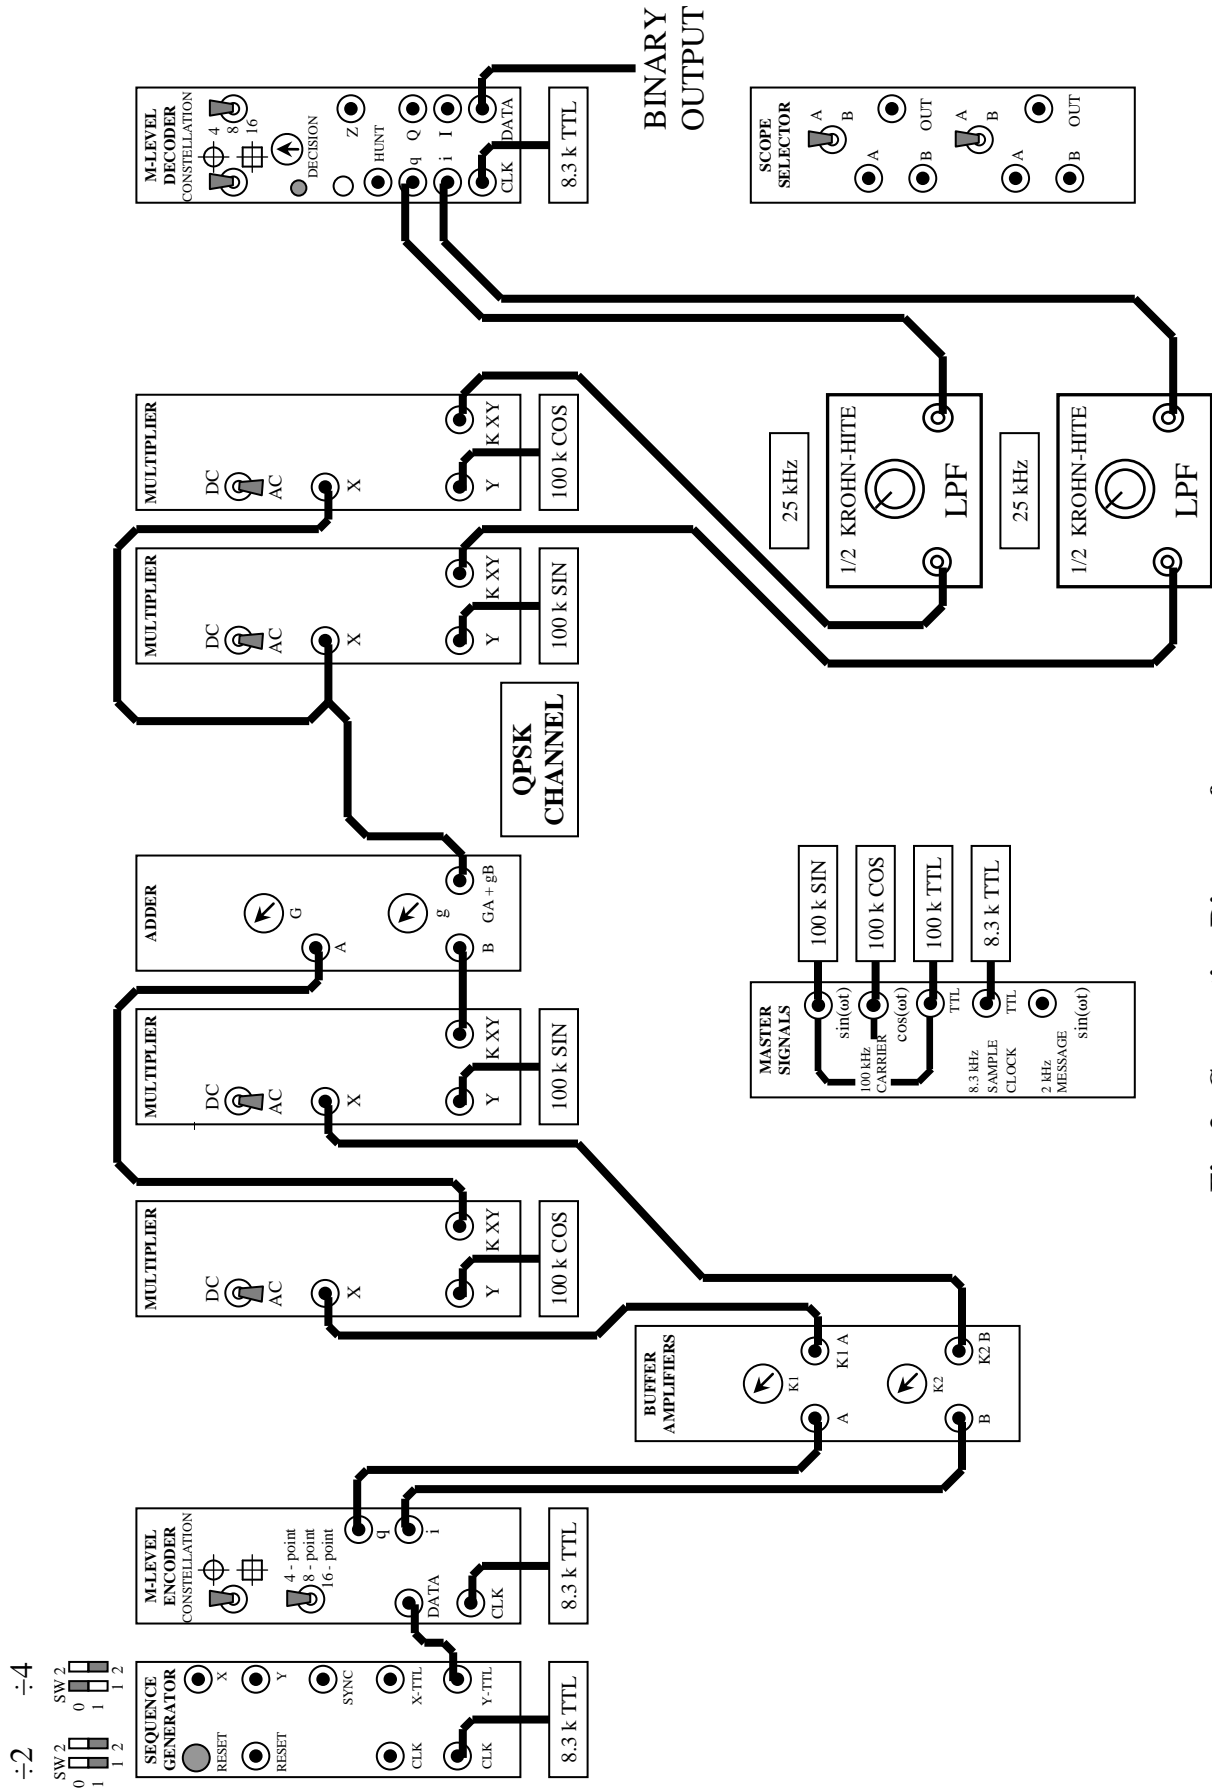 ÷2
SW 2
0
1
1 2
÷4
SW 2
0
1
1 2
SEQUENCE
GENERATOR
RESET
X
RESET
Y
SYNC
CLK
X-TTL
CLK
Y-TTL
8.3 k TTL
M-LEVEL
ENCODER
CONSTELLATION
4 - point
8 - point
16 - point
q
i
DATA
CLK
8.3 k TTL
BUFFER
AMPLIFIERS
K1
A
K1 A
K2
B
K2 B
MULTIPLIER
DC
AC
X
Y
K XY
100 k COS
MULTIPLIER
DC
AC
X
Y
K XY
100 k SIN
ADDER
G
A
g
B
GA + gB
QPSK
CHANNEL
MULTIPLIER
DC
AC
X
Y
K XY
100 k SIN
MULTIPLIER
DC
AC
X
Y
K XY
100 k COS
M-LEVEL
DECODER
CONSTELLATION
4
8
16
DECISION
Z
HUNT
q
Q
i
I
CLK
DATA
8.3 k TTL
BINARY
OUTPUT
MASTER
SIGNALS
sin(ωt)
100 kHz
CARRIER
cos(ωt)
TTL
8.3 kHz
SAMPLE
CLOCK
TTL
2 kHz
MESSAGE
sin(ωt)
100 k SIN
100 k COS
100 k TTL
8.3 k TTL
25 kHz
1/2 KROHN-HITE
LPF
25 kHz
1/2 KROHN-HITE
LPF
SCOPE
SELECTOR
A
B
A
B
OUT
A
B
A
B
OUT